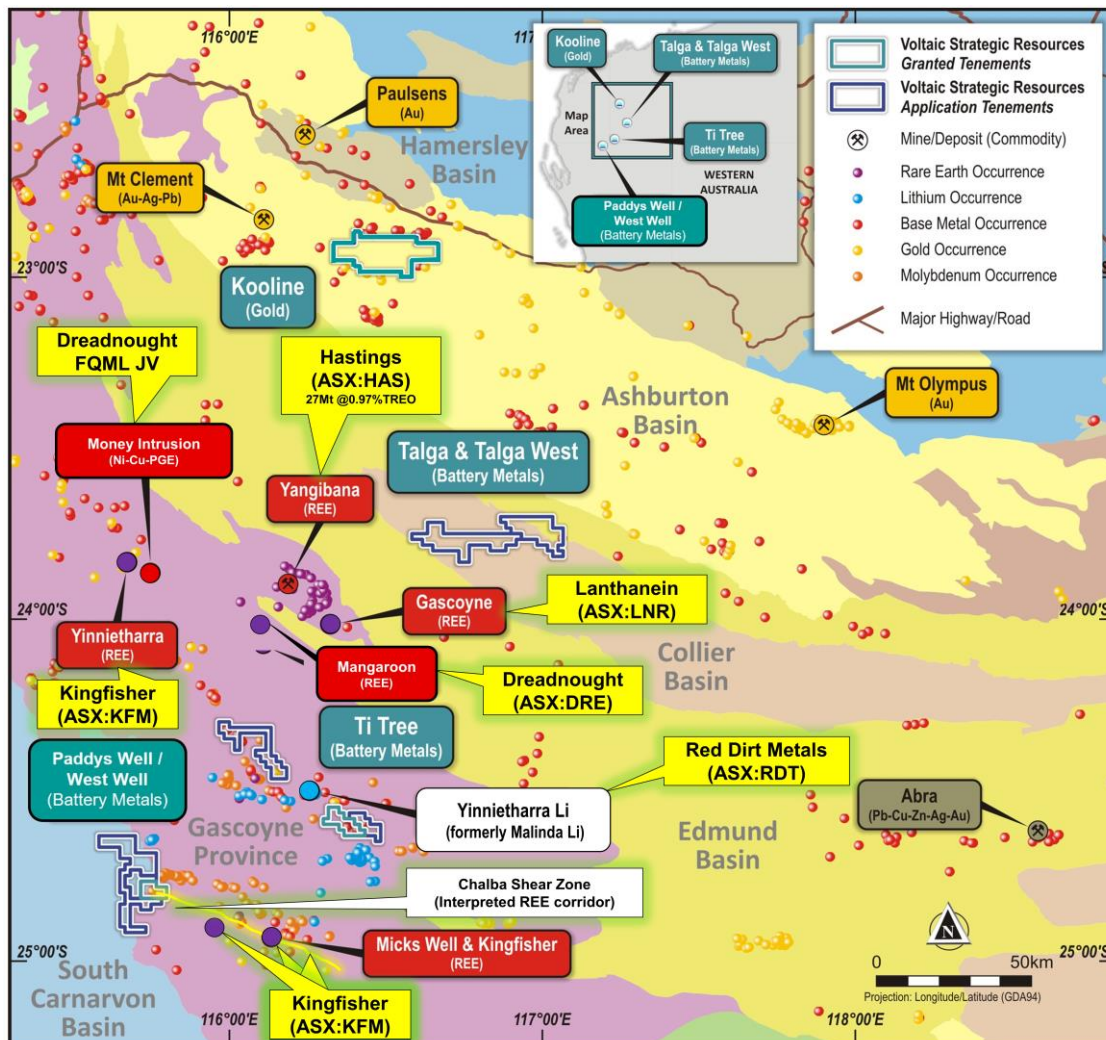 116°00'E
117
Kooline
(Gold)
Talga & Talga West
(Battery Metals)
Map
Area
Ti Tree
(Battery Metals)
WESTERN
AUSTRALIA
Paddys Well /
West Well
(Battery Metals)
Voltaic Strategic Resources
Granted Tenements
Voltaic Strategic Resources
Application Tenements
Mine/Deposit (Commodity)
Rare Earth Occurrence
Lithium Occurrence
Base Metal Occurrence
Gold Occurrence
Molybdenum Occurrence
Major Highway/Road
Paulsens
(Au)
Hamersley
Basin
Mt Clement
(Au-Ag-Pb)
23°00'S
Kooline
(Gold)
Dreadnought
FQML JV
Hastings
(ASX:HAS)
27Mt @0.97%TREO
Mt Olympus
(Au)
Ashburton
Basin
Money Intrusion
(Ni-Cu-PGE)
Talga & Talga West
(Battery Metals)
Yangibana
(REE)
24°00'S
24°00'S
Lanthanein
(ASX:LNR)
Gascoyne
(REE)
Yinnietharra
(REE)
Mangaroon
(REE)
Collier
Basin
Kingfisher
(ASX:KFM)
Dreadnought
(ASX:DRE)
Ti Tree
(Battery Metals)
Paddys Well /
West Well
(Battery Metals)
Red Dirt Metals
(ASX:RDT)
Yinnietharra Li
(formerly Malinda Li)
Abra
(Pb-Cu-Zn-Ag-Au)
Gascoyne
Province
Edmund
Basin
Chalba Shear Zone
(Interpreted REE corridor)
N
25°00'S
25°00'S
Micks Well & Kingfisher
(REE)
0
50km
Projection: Longitude/Latitude (GDA94)
South
Carnarvon
Basin
Kingfisher
(ASX:KFM)
116°00'E
117°00'E
118°00'E